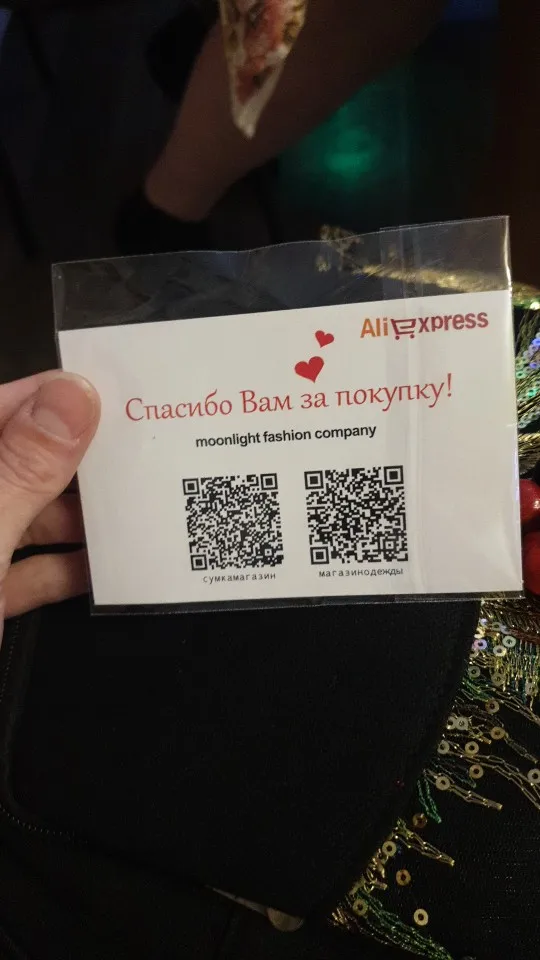 AliExpress
Спасибо Вам за покупку!
moonlight fashion company
сумкамагазин магазинодежды